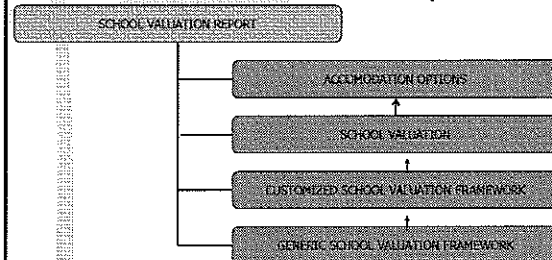 SCHOOL VALUATION REPORT
ACCOMODATION OPTIONS
SCHOOL VALUATION
CUSTOMIZED SCHOOL VALUATION FRAMEWORK
GENERIC SCHOOL VALUATION FRAMEWORK